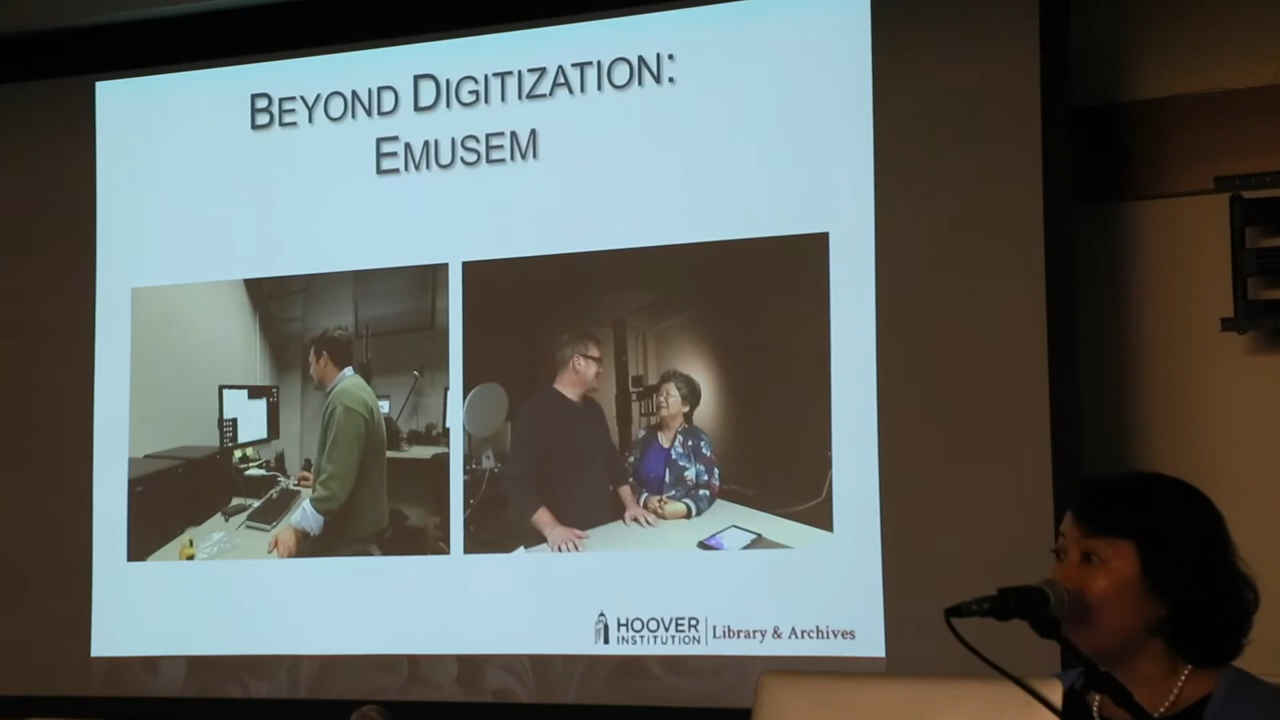 BEYOND DIGITIZATION:
EMUSEM
HOOVER
INSTITUTION
Library & Archives